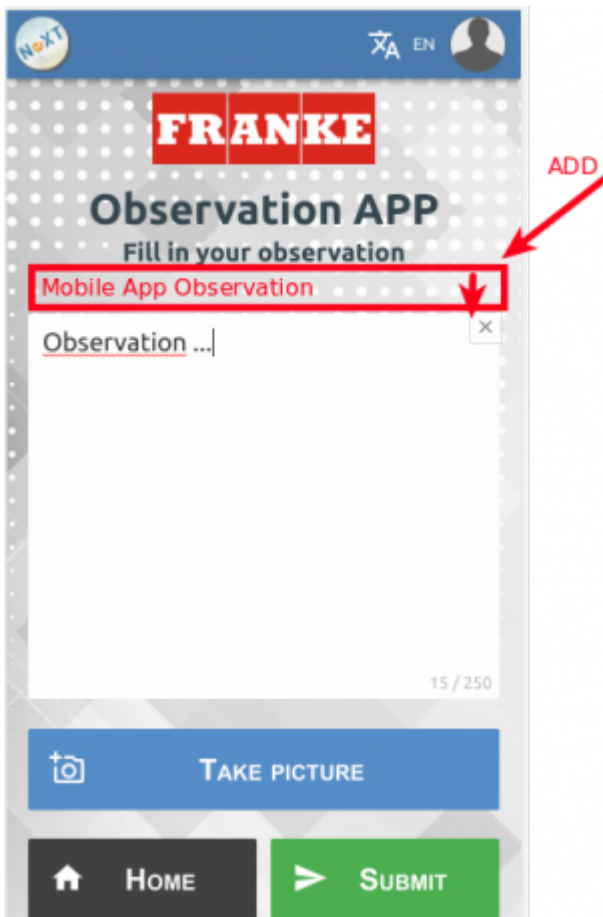 NeXT
EN
FRANKE
ADD
Observation APP
Fill in your observation
Mobile App Observation
Observation ...
15 / 250
TAKE PICTURE
HOME
SUBMIT